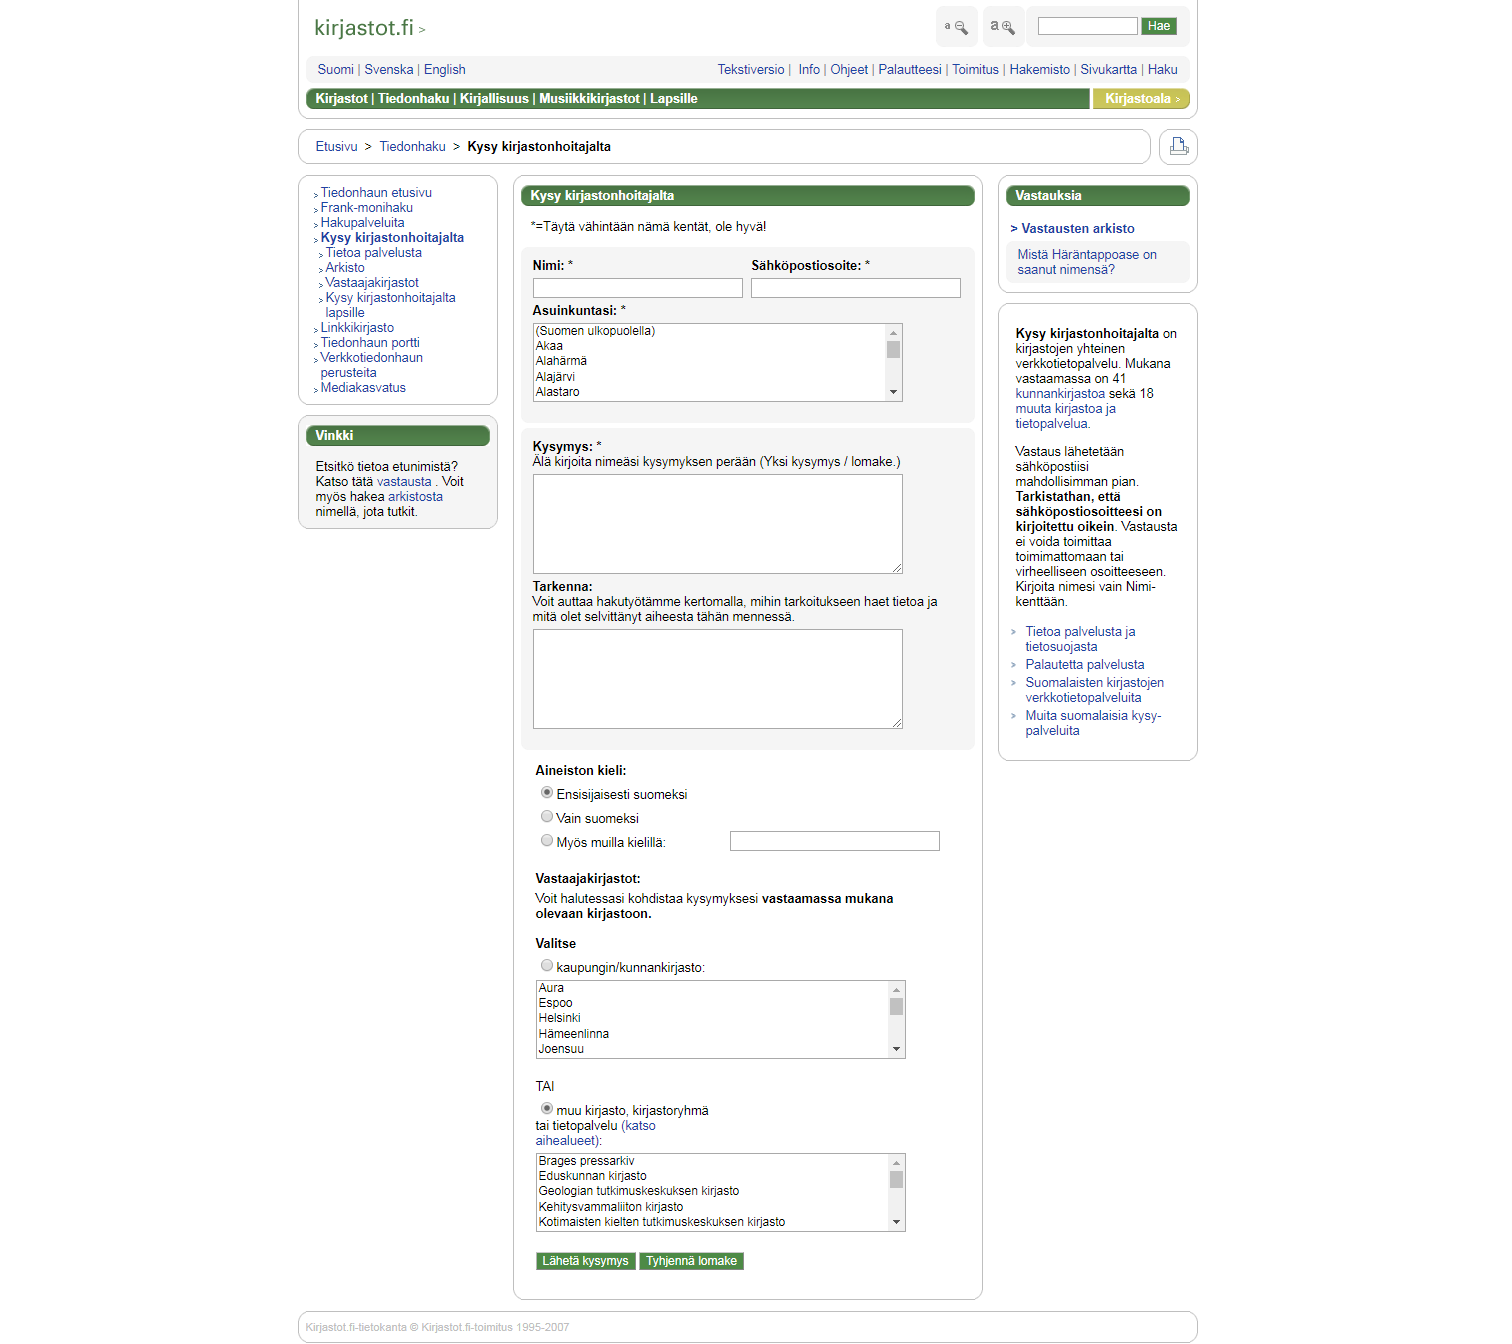 kirjastot.fi >
a a Hae
Suomi | Svenska | English
Tekstiversio | Info | Ohjeet | Palautteesi | Toimitus | Hakemisto | Sivukartta | Haku
Kirjastot | Tiedonhaku | Kirjallisuus | Musiikkikirjastot | Lapsille
Kirjastoala >
Etusivu > Tiedonhaku > Kysy kirjastonhoitajalta
Tiedonhaun etusivu
Frank-monihaku
Hakupalveluita
Kysy kirjastonhoitajalta
Tietoa palvelusta
Arkisto
Vastaajakirjastot
Kysy kirjastonhoitajalta
lapsille
Linkkikirjasto
Tiedonhaun portti
Verkkotiedonhaun
perusteita
Mediakasvatus
Vinkki
Etsitkö tietoa etunimistä?
Katso tätä vastausta . Voit
myös hakea arkistosta
nimellä, jota tutkit.
Kysy kirjastonhoitajalta
*=Täytä vähintään nämä kentät, ole hyvä!
Nimi: * Sähköpostiosoite: *
Asuinkuntasi: *
(Suomen ulkopuolella)
Akaa
Alahärmä
Alajärvi
Alastaro
Kysymys: *
Älä kirjoita nimeäsi kysymyksen perään (Yksi kysymys / lomake.)
Tarkenna:
Voit auttaa hakutyötämme kertomalla, mihin tarkoitukseen haet tietoa ja
mitä olet selvittänyt aiheesta tähän mennessä.
Aineiston kieli:
Ensisijaisesti suomeksi
Vain suomeksi
Myös muilla kielillä:
Vastaajakirjastot:
Voit halutessasi kohdistaa kysymyksesi vastaamassa mukana
olevaan kirjastoon.
Valitse
kaupungin/kunnankirjasto:
Aura
Espoo
Helsinki
Hämeenlinna
Joensuu
TAI
muu kirjasto, kirjastoryhmä
tai tietopalvelu (katso
aihealueet):
Brages pressarkiv
Eduskunnan kirjasto
Geologian tutkimuskeskuksen kirjasto
Kehitysvammaliiton kirjasto
Kotimaisten kielten tutkimuskeskuksen kirjasto
Lähetä kysymys Tyhjennä lomake
Vastauksia
> Vastausten arkisto
Mistä Häräntappoase on
saanut nimensä?
Kysy kirjastonhoitajalta on
kirjastojen yhteinen
verkkotietopalvelu. Mukana
vastaamassa on 41
kunnankirjastoa sekä 18
muuta kirjastoa ja
tietopalvelua.
Vastaus lähetetään
sähköpostiisi
mahdollisimman pian.
Tarkistathan, että
sähköpostiosoitteesi on
kirjoitettu oikein. Vastausta
ei voida toimittaa
toimimattomaan tai
virheelliseen osoitteeseen.
Kirjoita nimesi vain Nimi-
kenttään.
Tietoa palvelusta ja
tietosuojasta
Palautetta palvelusta
Suomalaisten kirjastojen
verkkotietopalveluita
Muita suomalaisia kysy-
palveluita
Kirjastot.fi-tietokanta © Kirjastot.fi-toimitus 1995-2007